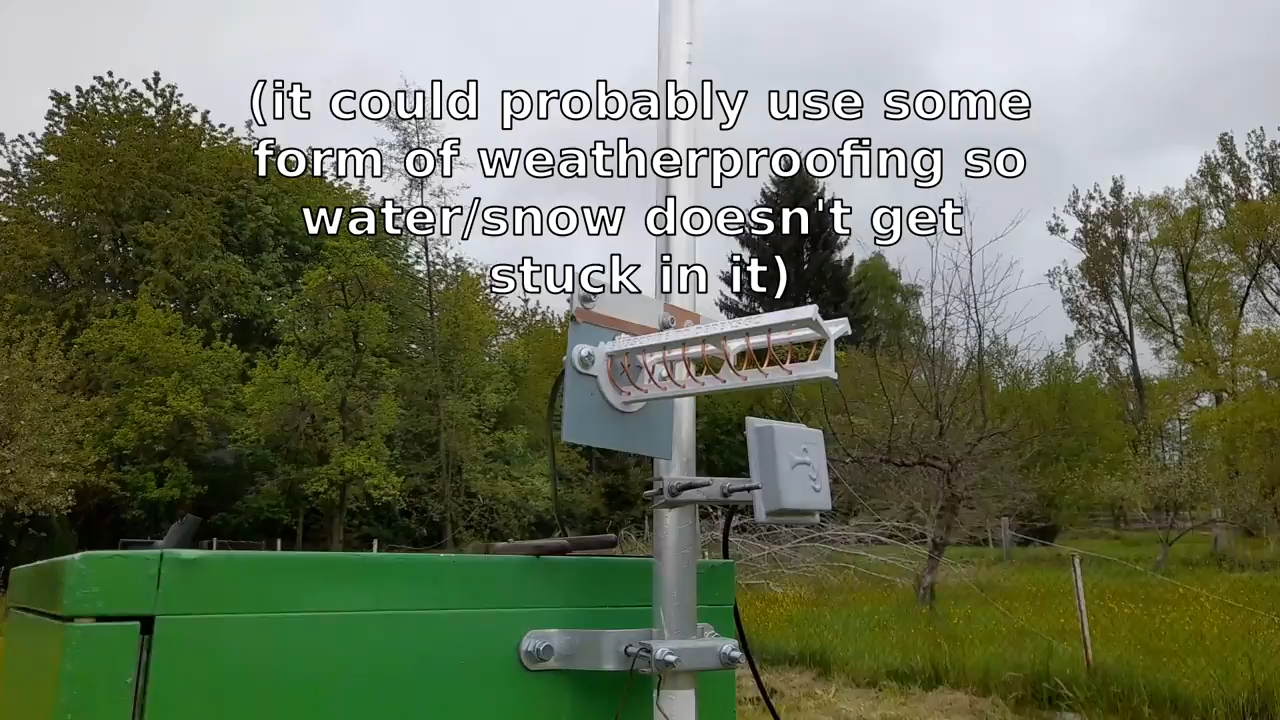 (it could probably use some
form of weatherproofing so
water/snow doesn't get
stuck in it)